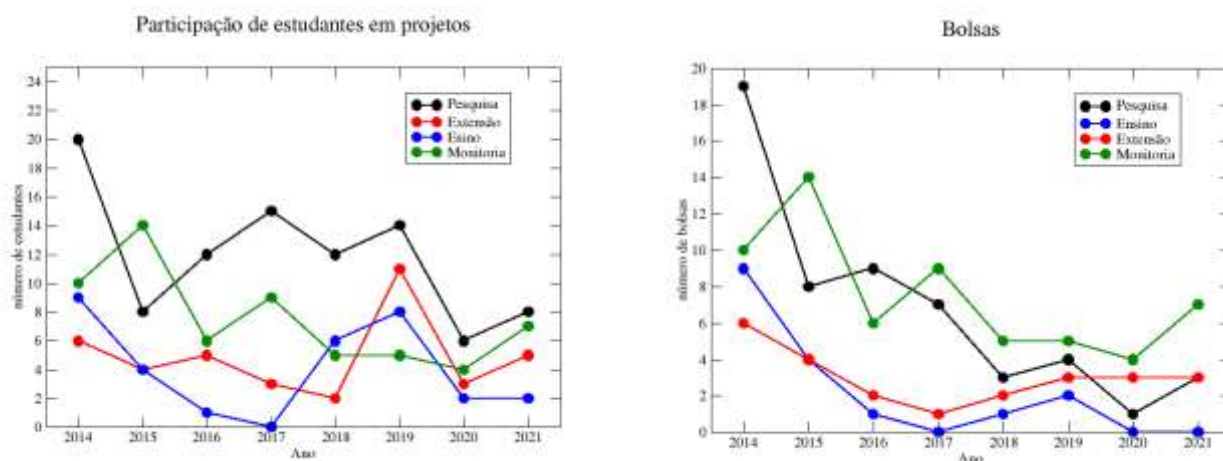 Participação de estudantes em projetos
24
22
20
18
16
14
12
10
8
6
4
2
0
número de estudantes
Pesquisa
Extensão
Esino
Monitoria
2014 2015 2016 2017 2018 2019 2020 2021
Ano
Bolsas
20
18
16
14
12
10
8
6
4
2
0
número de bolsas
Pesquisa
Ensino
Extensão
Monitoria
2014 2015 2016 2017 2018 2019 2020 2021
Ano